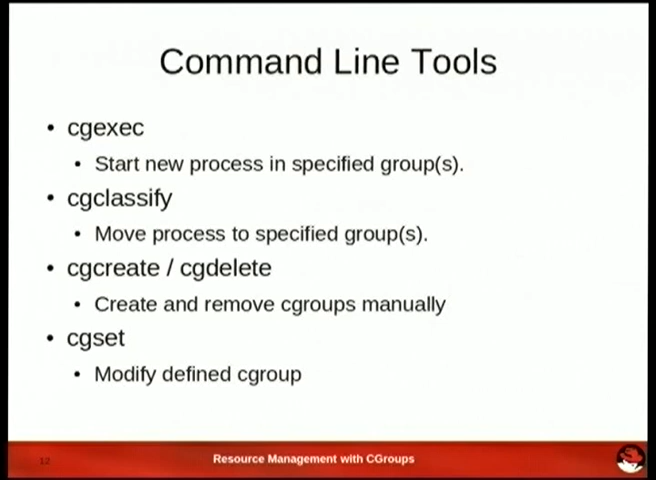 Command Line Tools
• cgexec
• Start new process in specified group(s).
• cgclassify
• Move process to specified group(s).
• cgcreate / cgdelete
• Create and remove cgroups manually
• cgset
• Modify defined cgroup
12
Resource Management with CGroups